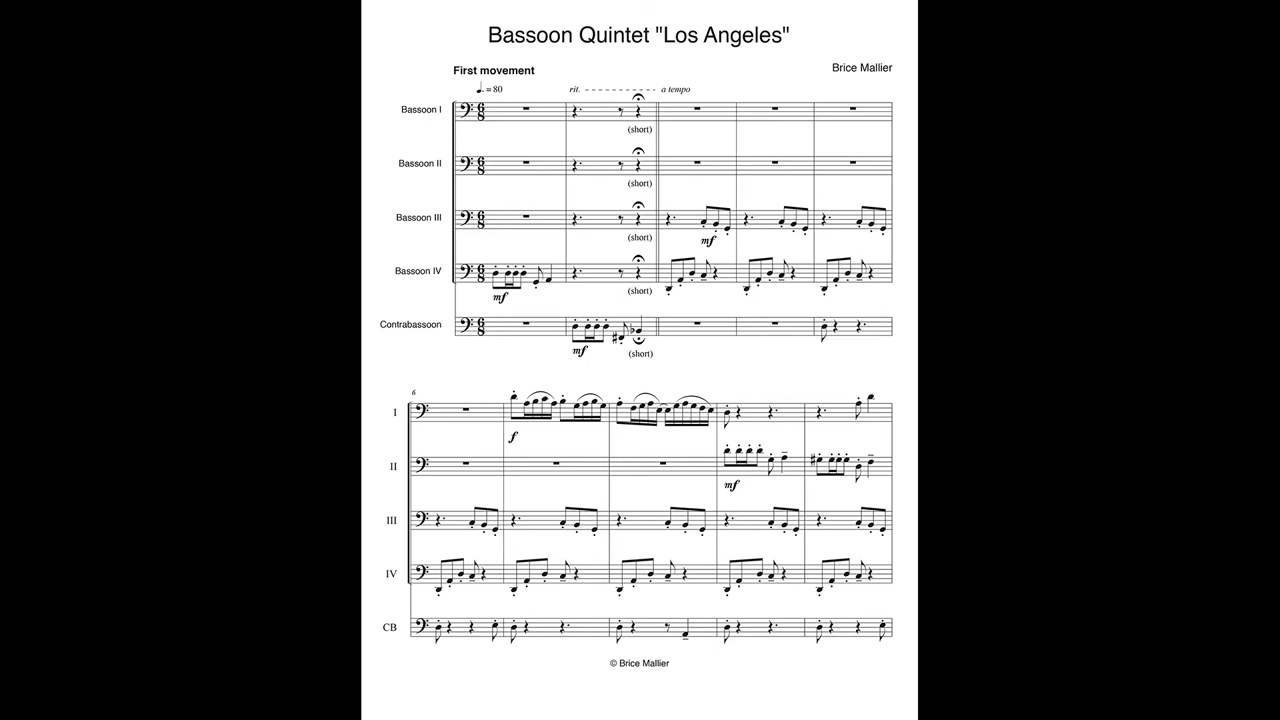 Bassoon Quintet "Los Angeles"
First movement
Brice Mallier
♩. = 80
rit.
a tempo
Bassoon I
(short)
Bassoon II
(short)
Bassoon III
(short)
mf
Bassoon IV
mf
(short)
Contrabassoon
mf
(short)
6
I
f
II
mf
III
IV
CB
© Brice Mallier